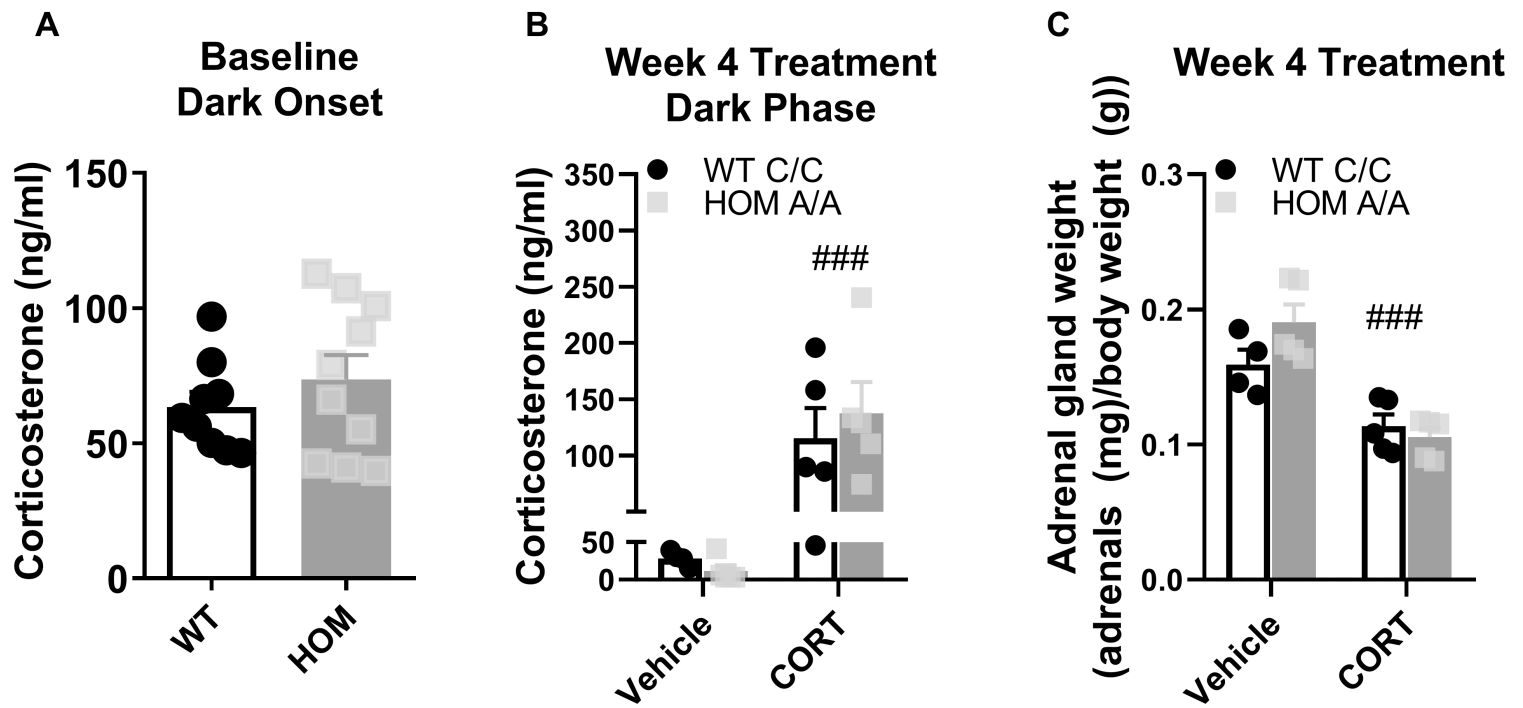 A
Baseline
Dark Onset
Corticosterone (ng/ml)
150
100
50
0
WT
HOM
B
Week 4 Treatment
Dark Phase
Corticosterone (ng/ml)
350
300
250
200
150
100
50
0
WT C/C
HOM A/A
###
Vehicle
CORT
C
Week 4 Treatment
Adrenal gland weight
(adrenals (mg)/body weight (g))
0.3
0.2
0.1
0.0
WT C/C
HOM A/A
###
Vehicle
CORT